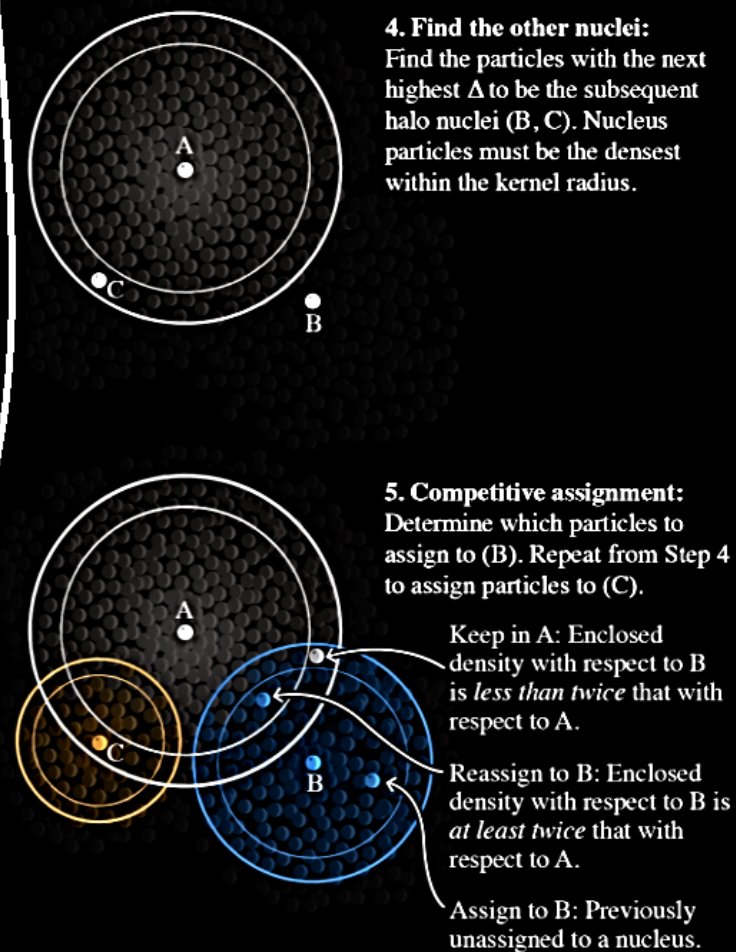 4. Find the other nuclei:
Find the particles with the next
highest Δ to be the subsequent
halo nuclei (B, C). Nucleus
particles must be the densest
within the kernel radius.
A
C
B
5. Competitive assignment:
Determine which particles to
assign to (B). Repeat from Step 4
to assign particles to (C).
A
C
B
Keep in A: Enclosed
density with respect to B
is less than twice that with
respect to A.
Reassign to B: Enclosed
density with respect to B is
at least twice that with
respect to A.
Assign to B: Previously
unassigned to a nucleus.